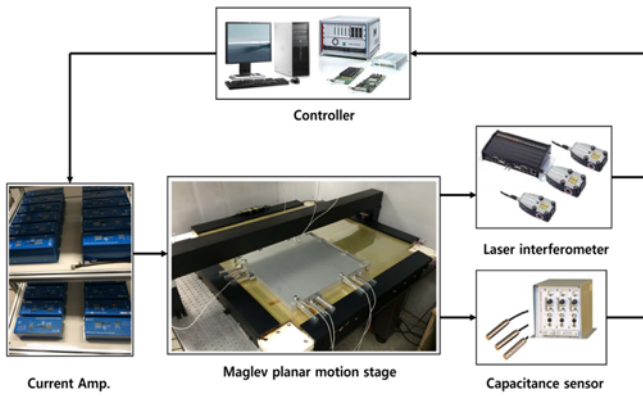 Controller
Laser interferometer
Current Amp.
Maglev planar motion stage
Capacitance sensor